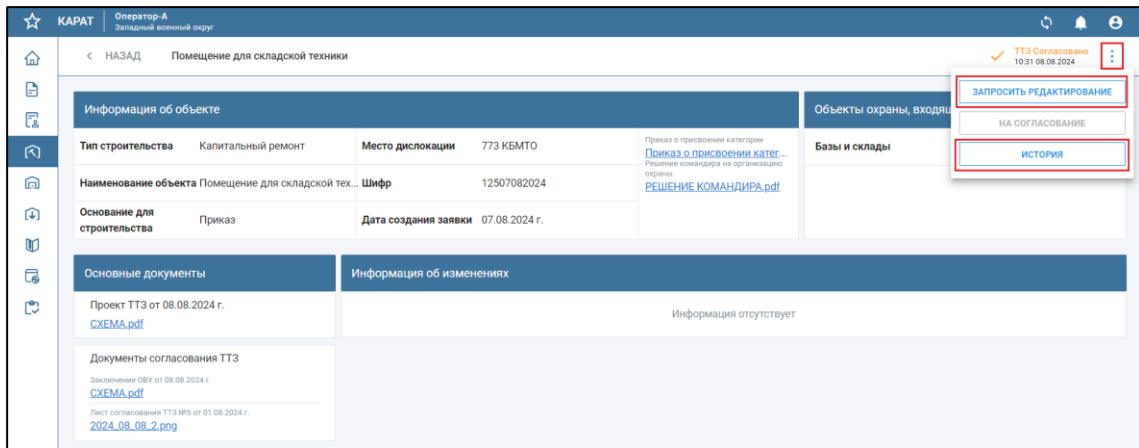 КАРАТ
Оператор-А
Западный военный округ
НАЗАД
Помещение для складской техники
ТТЗ Согласовано
10:31 08.08.2024
ЗАПРОСИТЬ РЕДАКТИРОВАНИЕ
НА СОГЛАСОВАНИЕ
ИСТОРИЯ
Информация об объекте
Тип строительства Капитальный ремонт Место дислокации 773 КБМТО
Наименование объекта Помещение для складской тех... Шифр 12507082024
Основание для
строительства
Приказ Дата создания заявки 07.08.2024 г.
Приказ о присвоении категории
Приказ о присвоении катег...
Решение командира на организацию
охраны
РЕШЕНИЕ КОМАНДИРА.pdf
Объекты охраны,
Базы и склады
Основные документы
Проект ТТЗ от 08.08.2024 г.
СХЕМА.pdf
Документы согласования ТТЗ
Заключение ОВУ от 08.08.2024 г.
СХЕМА.pdf
Лист согласования ТТЗ №5 от 01.08.2024 г.
2024_08_08_2.png
Информация об изменениях
Информация отсутствует